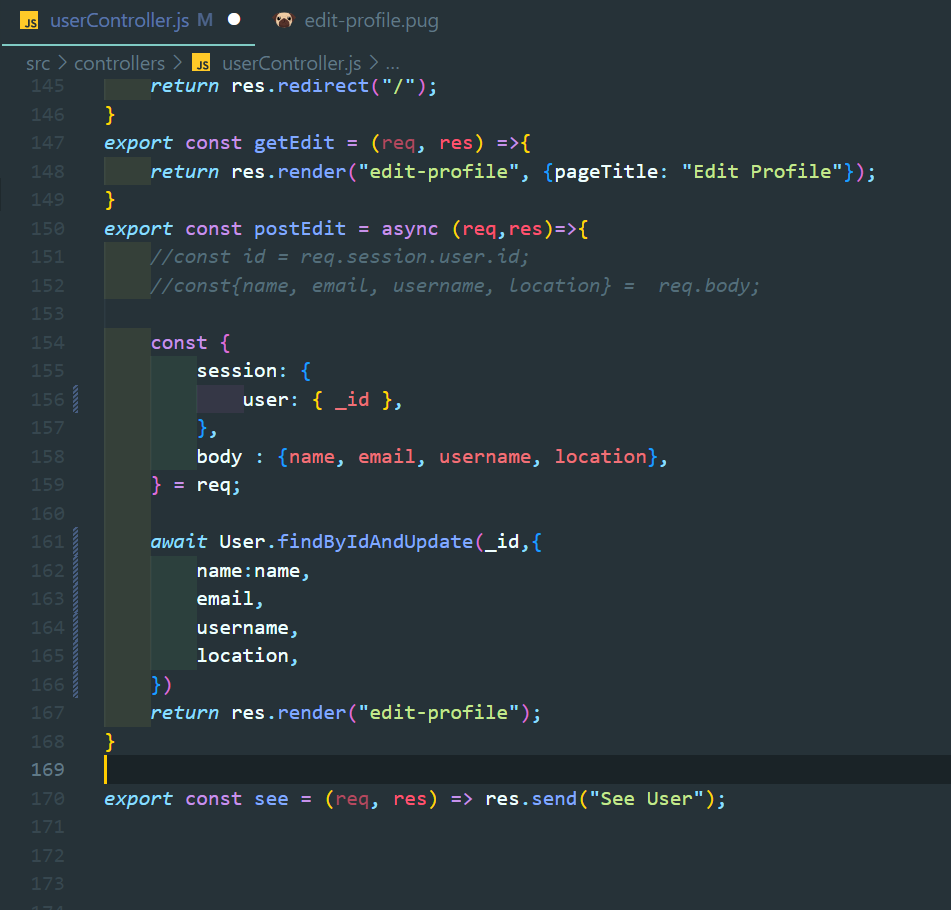 JS userController.js M edit-profile.pug
src > controllers > JS userController.js > ...
145 return res.redirect("/");
146 }
147 export const getEdit = (req, res) =>{
148 return res.render("edit-profile", {pageTitle: "Edit Profile"});
149 }
150 export const postEdit = async (req,res)=>{
151 //const id = req.session.user.id;
152 //const{name, email, username, location} =  req.body;
153
154 const {
155 session: {
156 user: { _id },
157 },
158 body : {name, email, username, location},
159 } = req;
160
161 await User.findByIdAndUpdate(_id,{
162 name:name,
163 email,
164 username,
165 location,
166 })
167 return res.render("edit-profile");
168 }
169
170 export const see = (req, res) => res.send("See User");
171
172
173
174